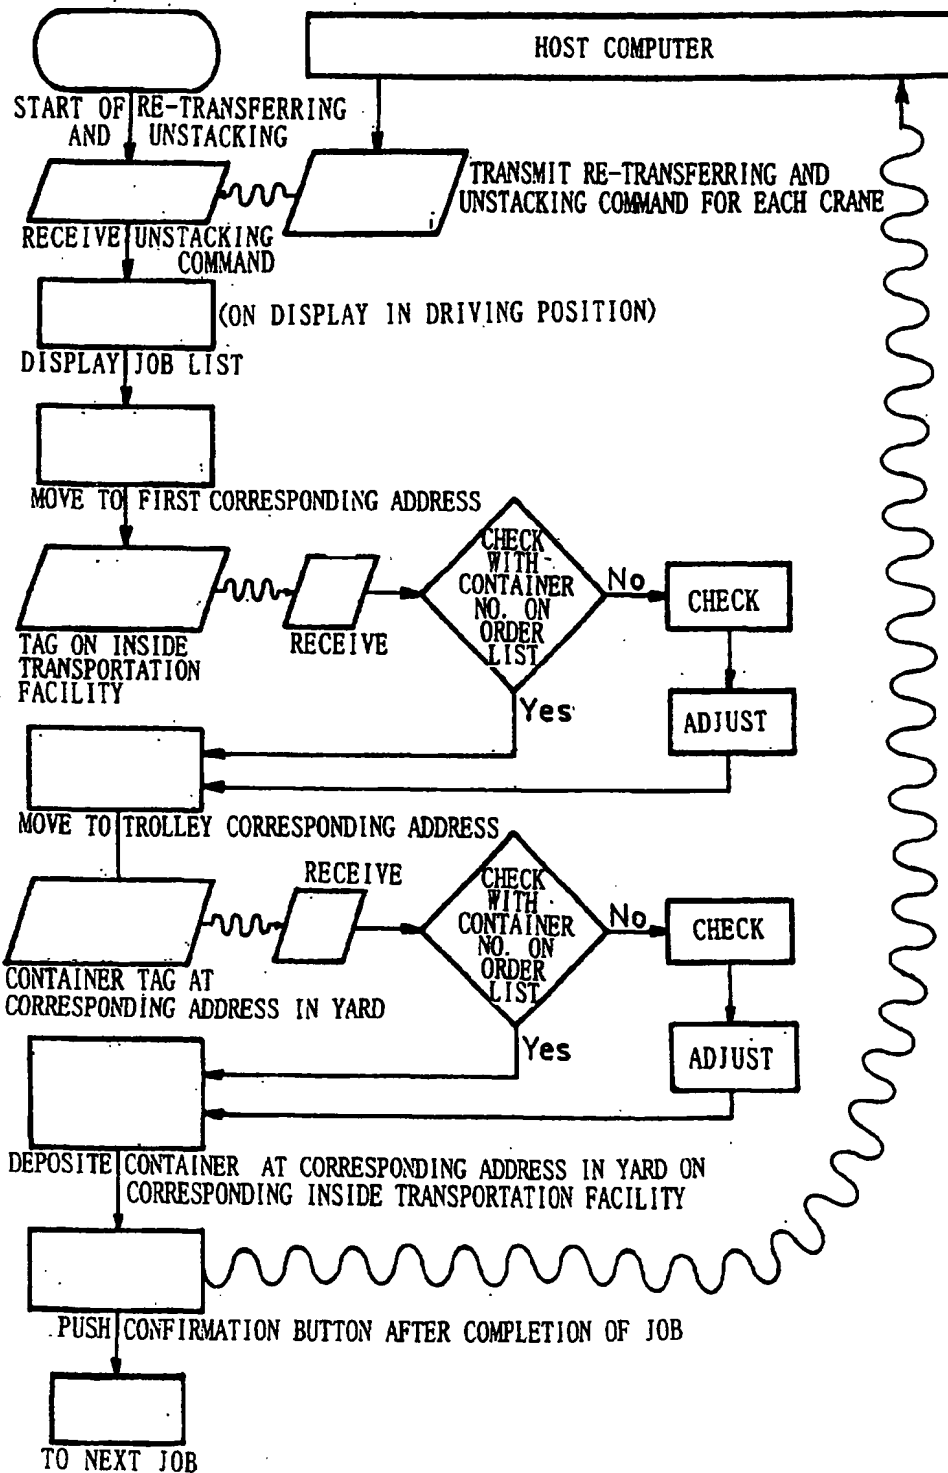 HOST COMPUTER
START OF RE-TRANSFERRING
AND UNSTACKING
TRANSMIT RE-TRANSFERRING AND
UNSTACKING COMMAND FOR EACH CRANE
RECEIVE UNSTACKING
COMMAND
(ON DISPLAY IN DRIVING POSITION)
DISPLAY JOB LIST
MOVE TO FIRST CORRESPONDING ADDRESS
CHECK
WITH
CONTAINER
NO. ON
ORDER
LIST
No
CHECK
RECEIVE
TAG ON INSIDE
TRANSPORTATION
FACILITY
Yes
ADJUST
MOVE TO TROLLEY CORRESPONDING ADDRESS
RECEIVE
CHECK
WITH
CONTAINER
NO. ON
ORDER
LIST
No
CHECK
CONTAINER TAG AT
CORRESPONDING ADDRESS IN YARD
Yes
ADJUST
DEPOSITE CONTAINER AT CORRESPONDING ADDRESS IN YARD ON
CORRESPONDING INSIDE TRANSPORTATION FACILITY
PUSH CONFIRMATION BUTTON AFTER COMPLETION OF JOB
TO NEXT JOB